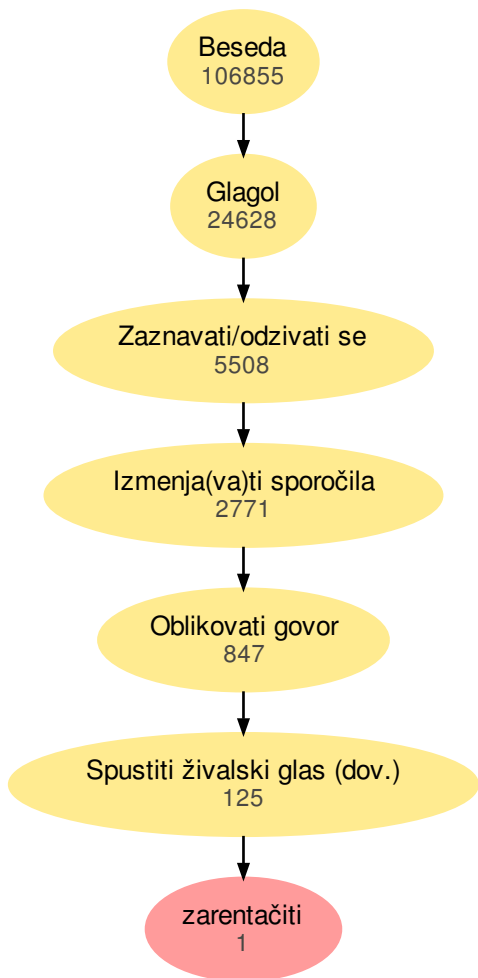 Beseda
106855
Glagol
24628
Zaznavati/odzivati se
5508
Izmenja(va)ti sporočila
2771
Oblikovati govor
847
Spustiti živalski glas (dov.)
125
zarentačiti
1